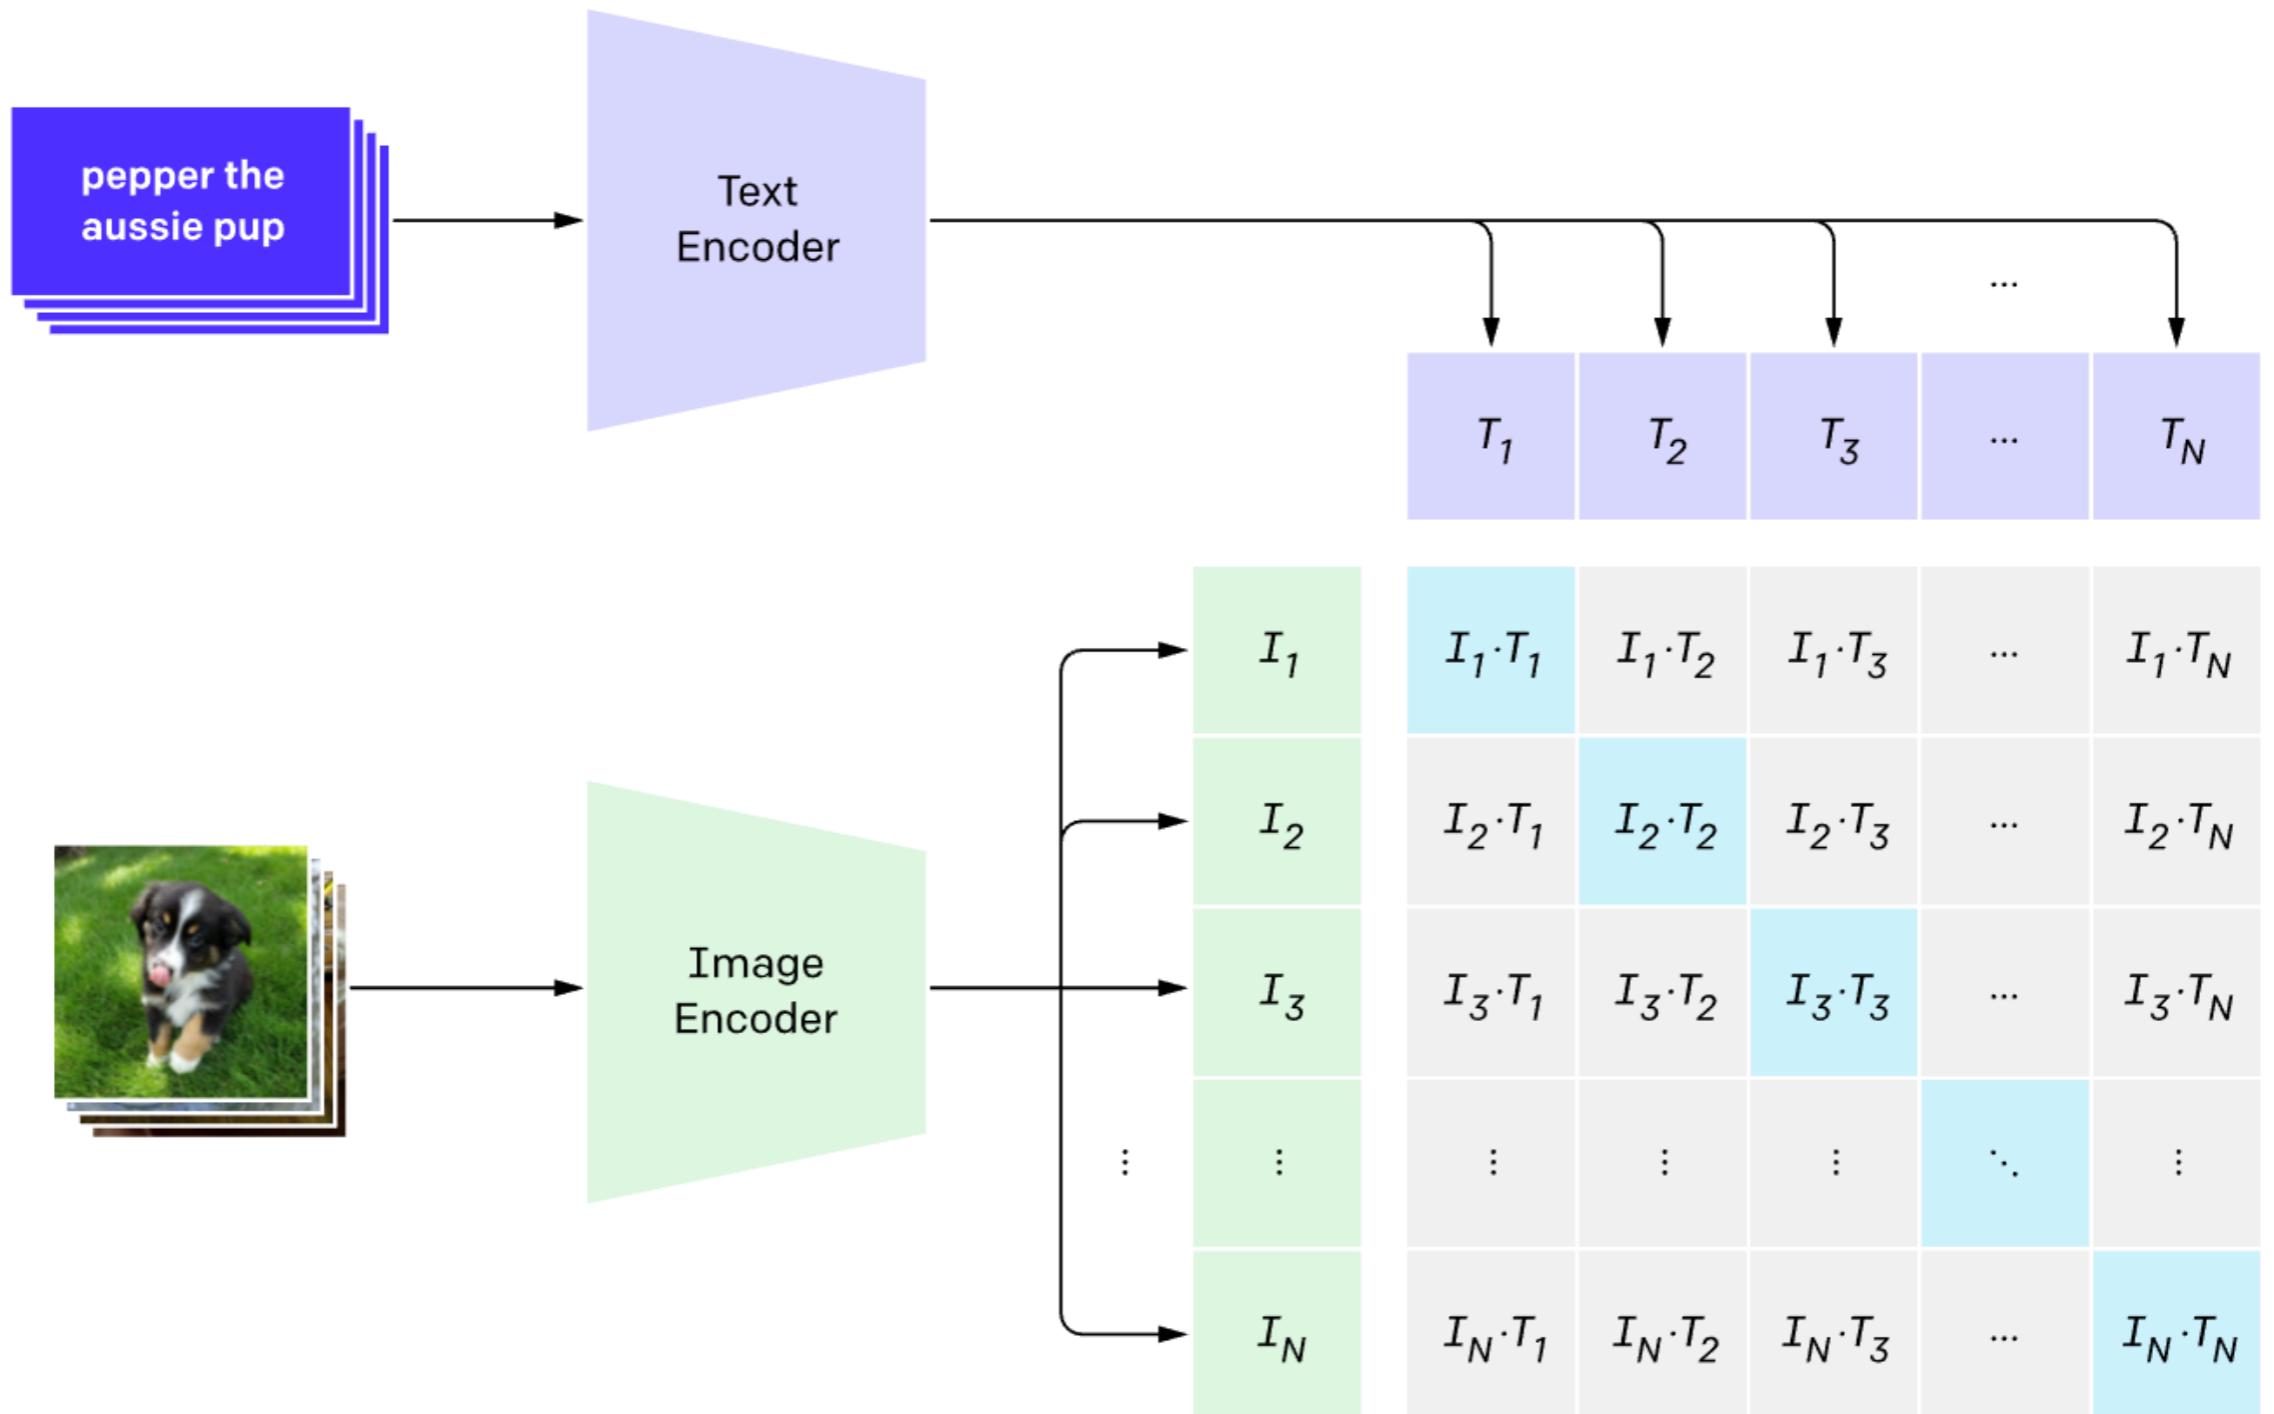 pepper the
aussie pup
Text
Encoder
...
T1 T2 T3 ... TN
I1 I1·T1 I1·T2 I1·T3 ... I1·TN
I2 I2·T1 I2·T2 I2·T3 ... I2·TN
Image
Encoder
I3 I3·T1 I3·T2 I3·T3 ... I3·TN
⋮ ⋮ ⋮ ⋮ ⋮ ⋱ ⋮
IN IN·T1 IN·T2 IN·T3 ... IN·TN